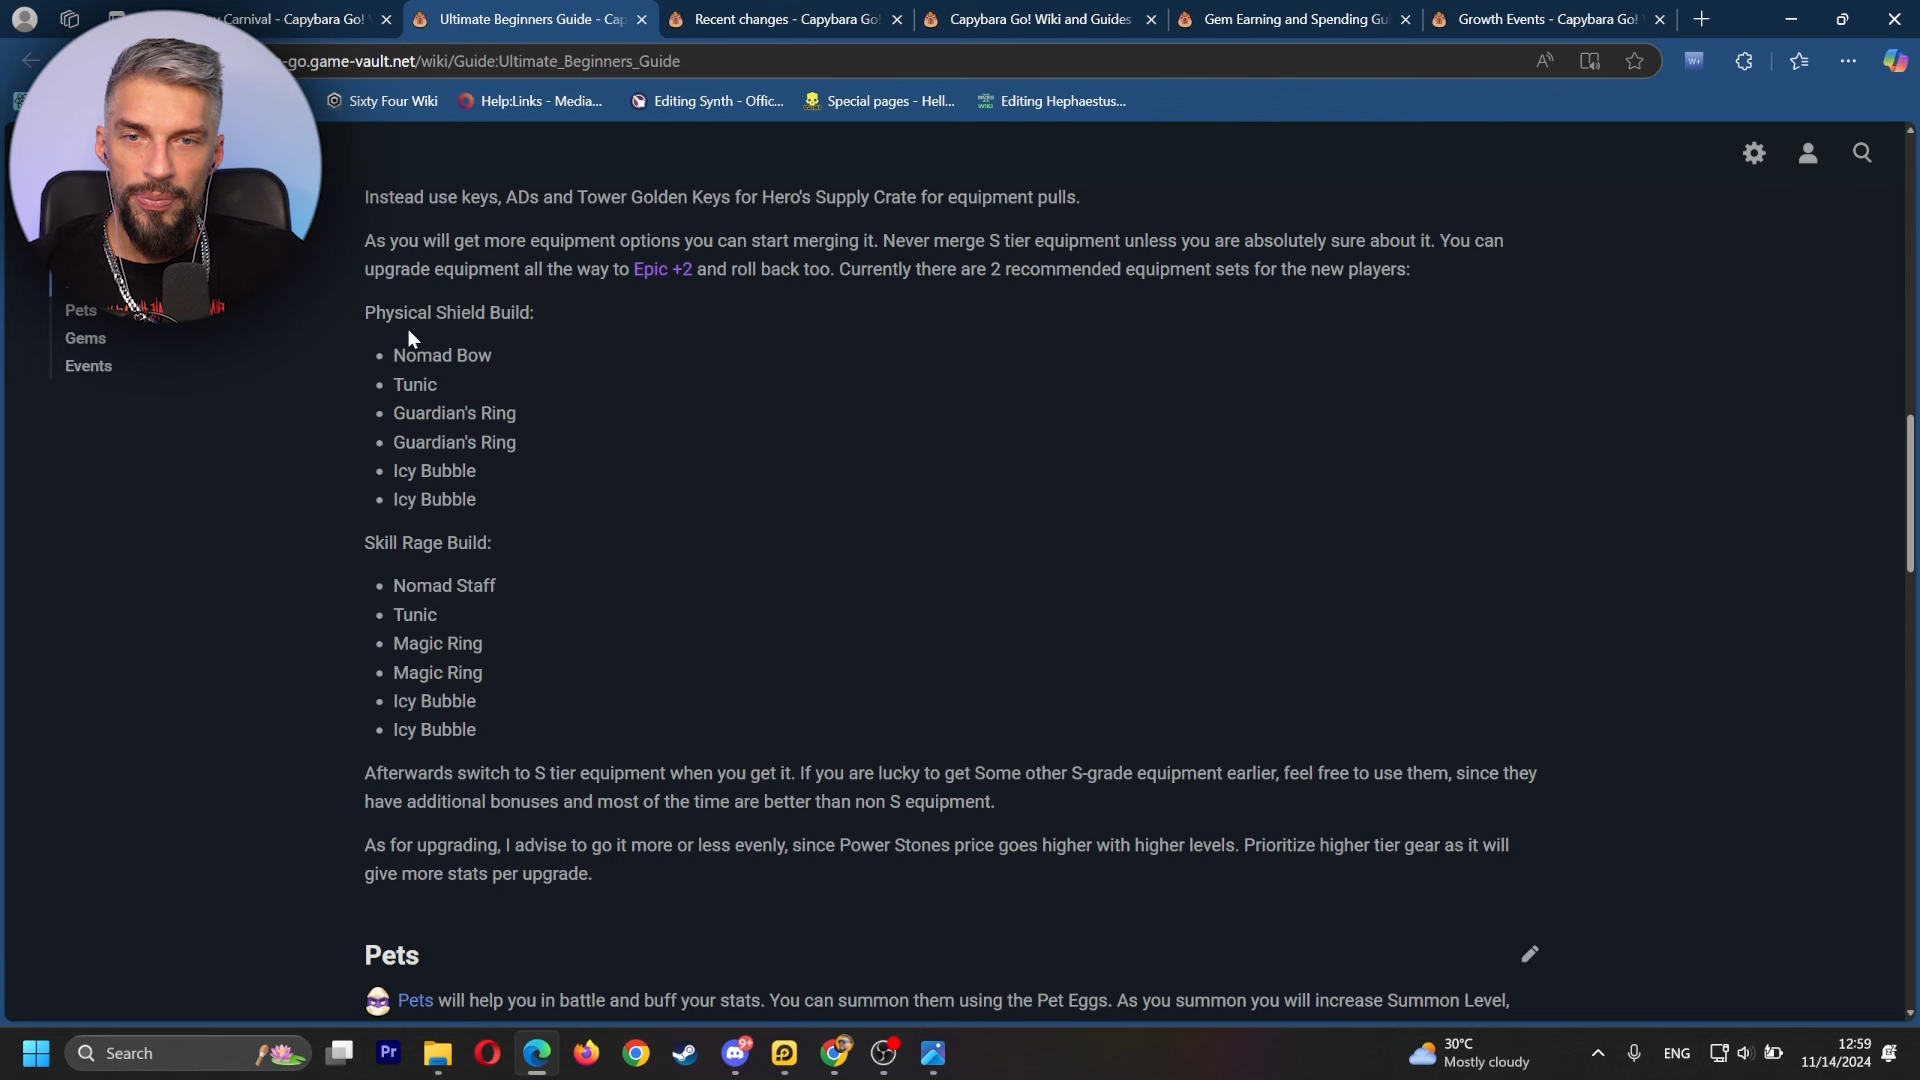 Carnival - Capybara Go!
Ultimate Beginners Guide - Cap
Recent changes - Capybara Go!
Capybara Go! Wiki and Guides
Gem Earning and Spending Gu
Growth Events - Capybara Go!
-go.game-vault.net/wiki/Guide:Ultimate_Beginners_Guide
Sixty Four Wiki
Help:Links - Media...
Editing Synth - Offic...
Special pages - Hell...
Editing Hephaestus...
Instead use keys, ADs and Tower Golden Keys for Hero's Supply Crate for equipment pulls.
As you will get more equipment options you can start merging it. Never merge S tier equipment unless you are absolutely sure about it. You can
upgrade equipment all the way to Epic +2 and roll back too. Currently there are 2 recommended equipment sets for the new players:
Pets
Gems
Events
Physical Shield Build:
Nomad Bow
Tunic
Guardian's Ring
Guardian's Ring
Icy Bubble
Icy Bubble
Skill Rage Build:
Nomad Staff
Tunic
Magic Ring
Magic Ring
Icy Bubble
Icy Bubble
Afterwards switch to S tier equipment when you get it. If you are lucky to get Some other S-grade equipment earlier, feel free to use them, since they
have additional bonuses and most of the time are better than non S equipment.
As for upgrading, I advise to go it more or less evenly, since Power Stones price goes higher with higher levels. Prioritize higher tier gear as it will
give more stats per upgrade.
Pets
Pets will help you in battle and buff your stats. You can summon them using the Pet Eggs. As you summon you will increase Summon Level,
Search
Pr
9+
30°C
Mostly cloudy
ENG
12:59
11/14/2024